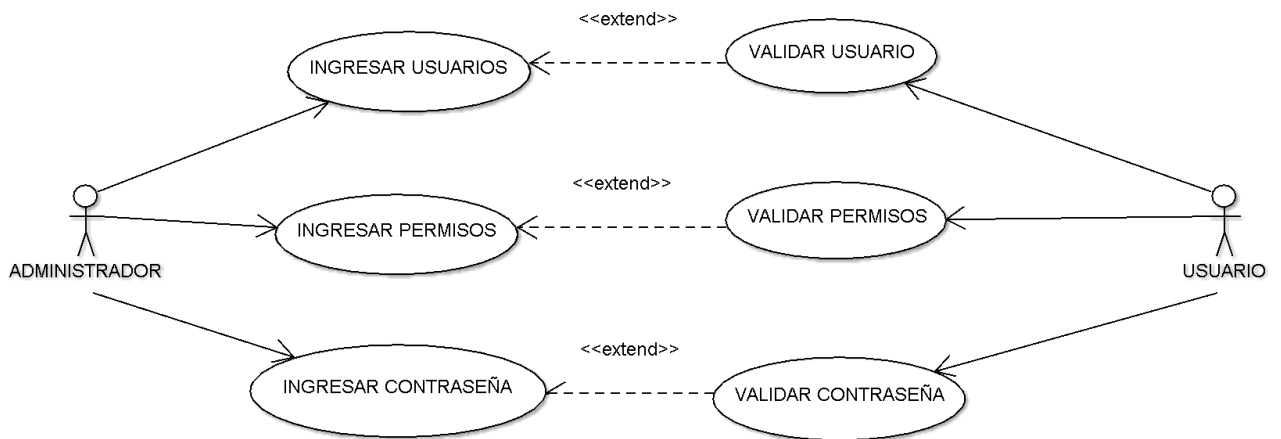 <<extend>>
INGRESAR USUARIOS
VALIDAR USUARIO
<<extend>>
INGRESAR PERMISOS
VALIDAR PERMISOS
ADMINISTRADOR
USUARIO
<<extend>>
INGRESAR CONTRASEÑA
VALIDAR CONTRASEÑA